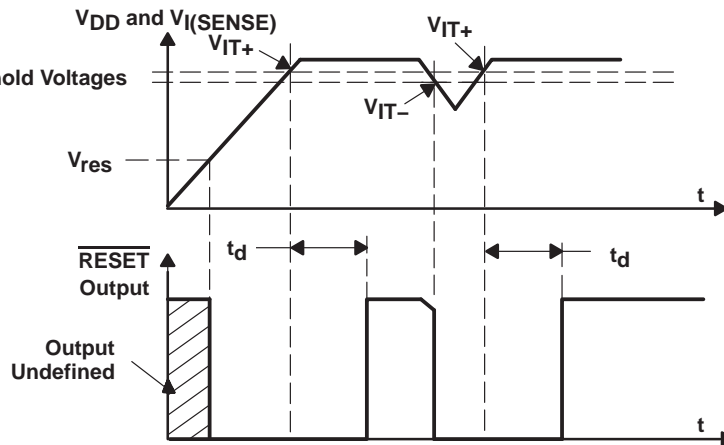 VDD and VI(SENSE)
VIT+
VIT+
hold Voltages
VIT−
Vres
t
RESET
Output
td
td
Output
Undefined
t